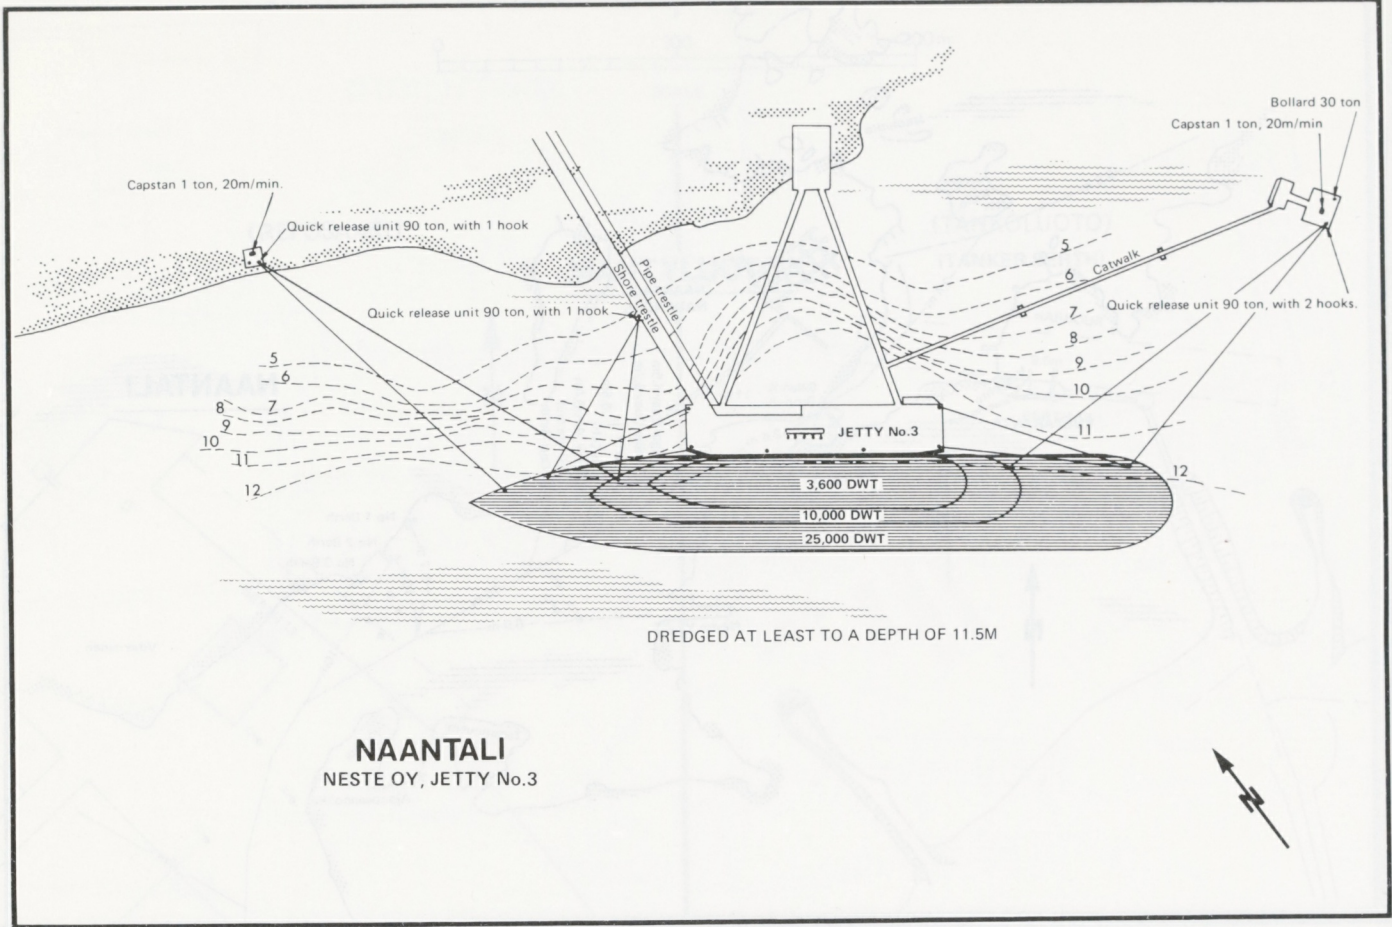 Bollard 30 ton
Capstan 1 ton, 20m/min
Capstan 1 ton, 20m/min.
Quick release unit 90 ton, with 1 hook
Pipe trestle
Shore trestle
Quick release unit 90 ton, with 1 hook
Catwalk
Quick release unit 90 ton, with 2 hooks.
5
6
7
8
9
10
11
12
5
6
7
8
9
10
11
12
JETTY No.3
3,600 DWT
10,000 DWT
25,000 DWT
DREDGED AT LEAST TO A DEPTH OF 11.5M
NAANTALI
NESTE OY, JETTY No.3
N